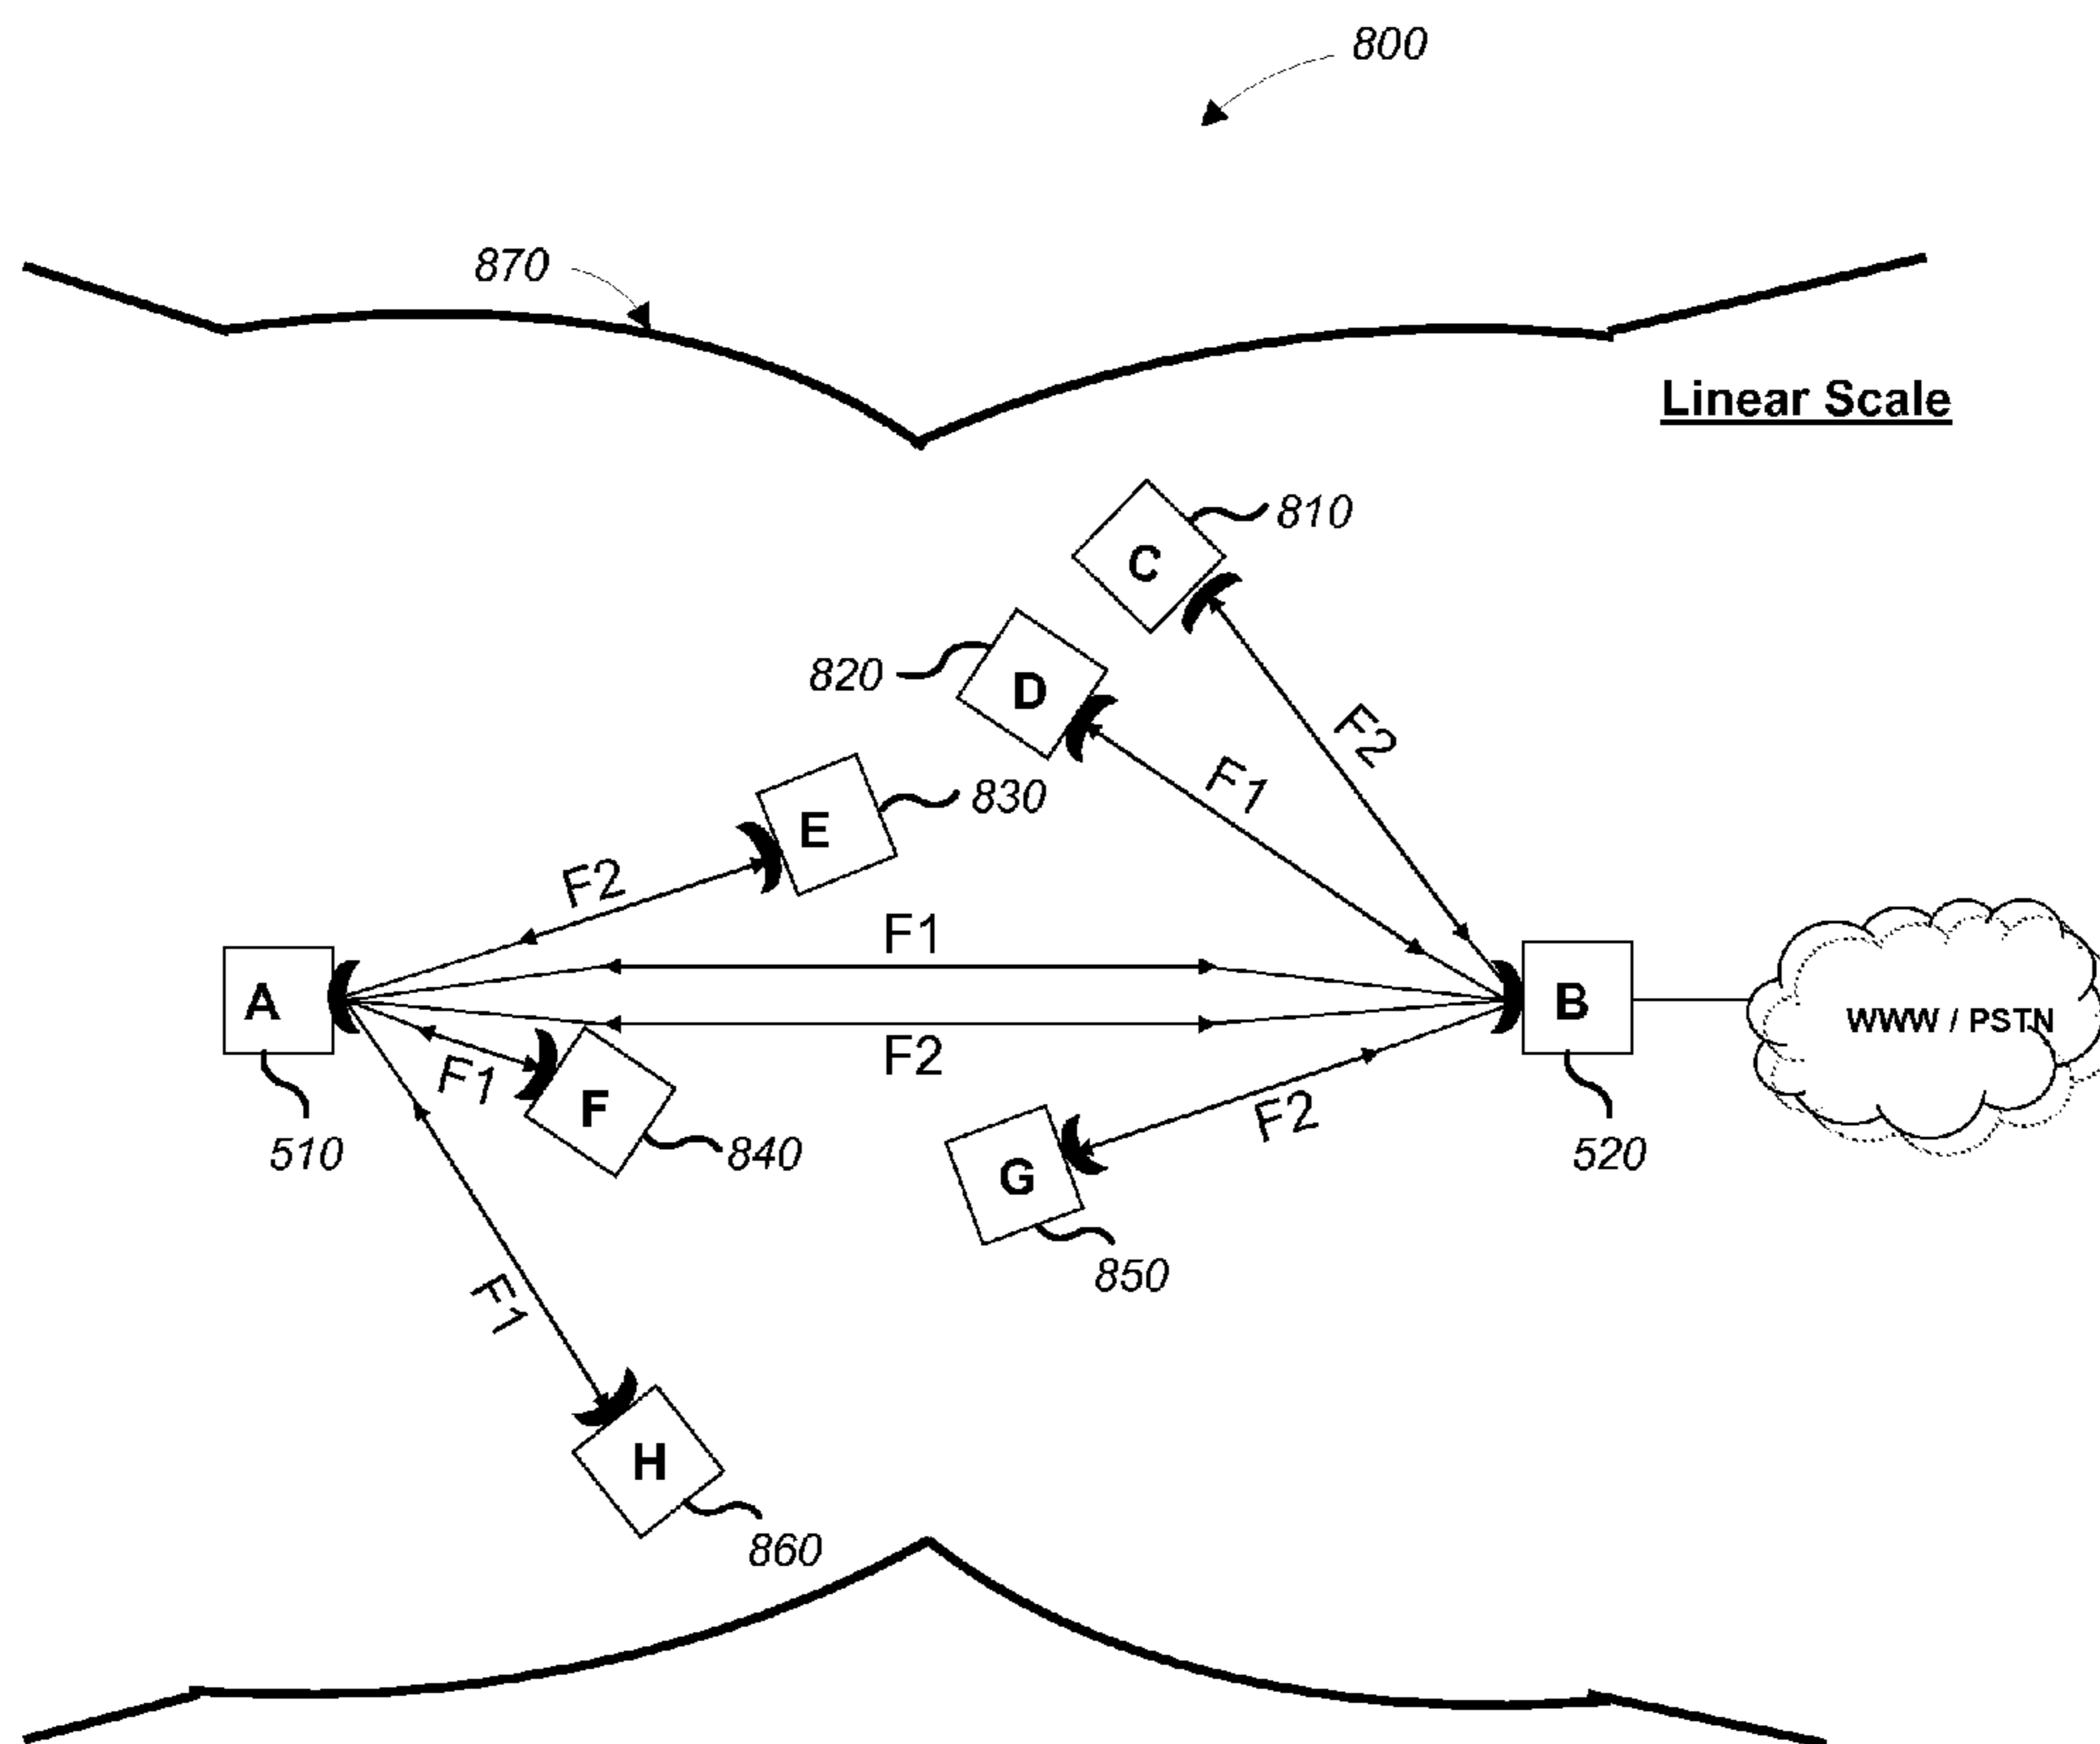 800
870
Linear Scale
C
810
820
D
F2
F1
E
830
F2
F1
A
B
WWW / PSTN
F2
F1
F
840
G
F2
510
520
850
F1
H
860